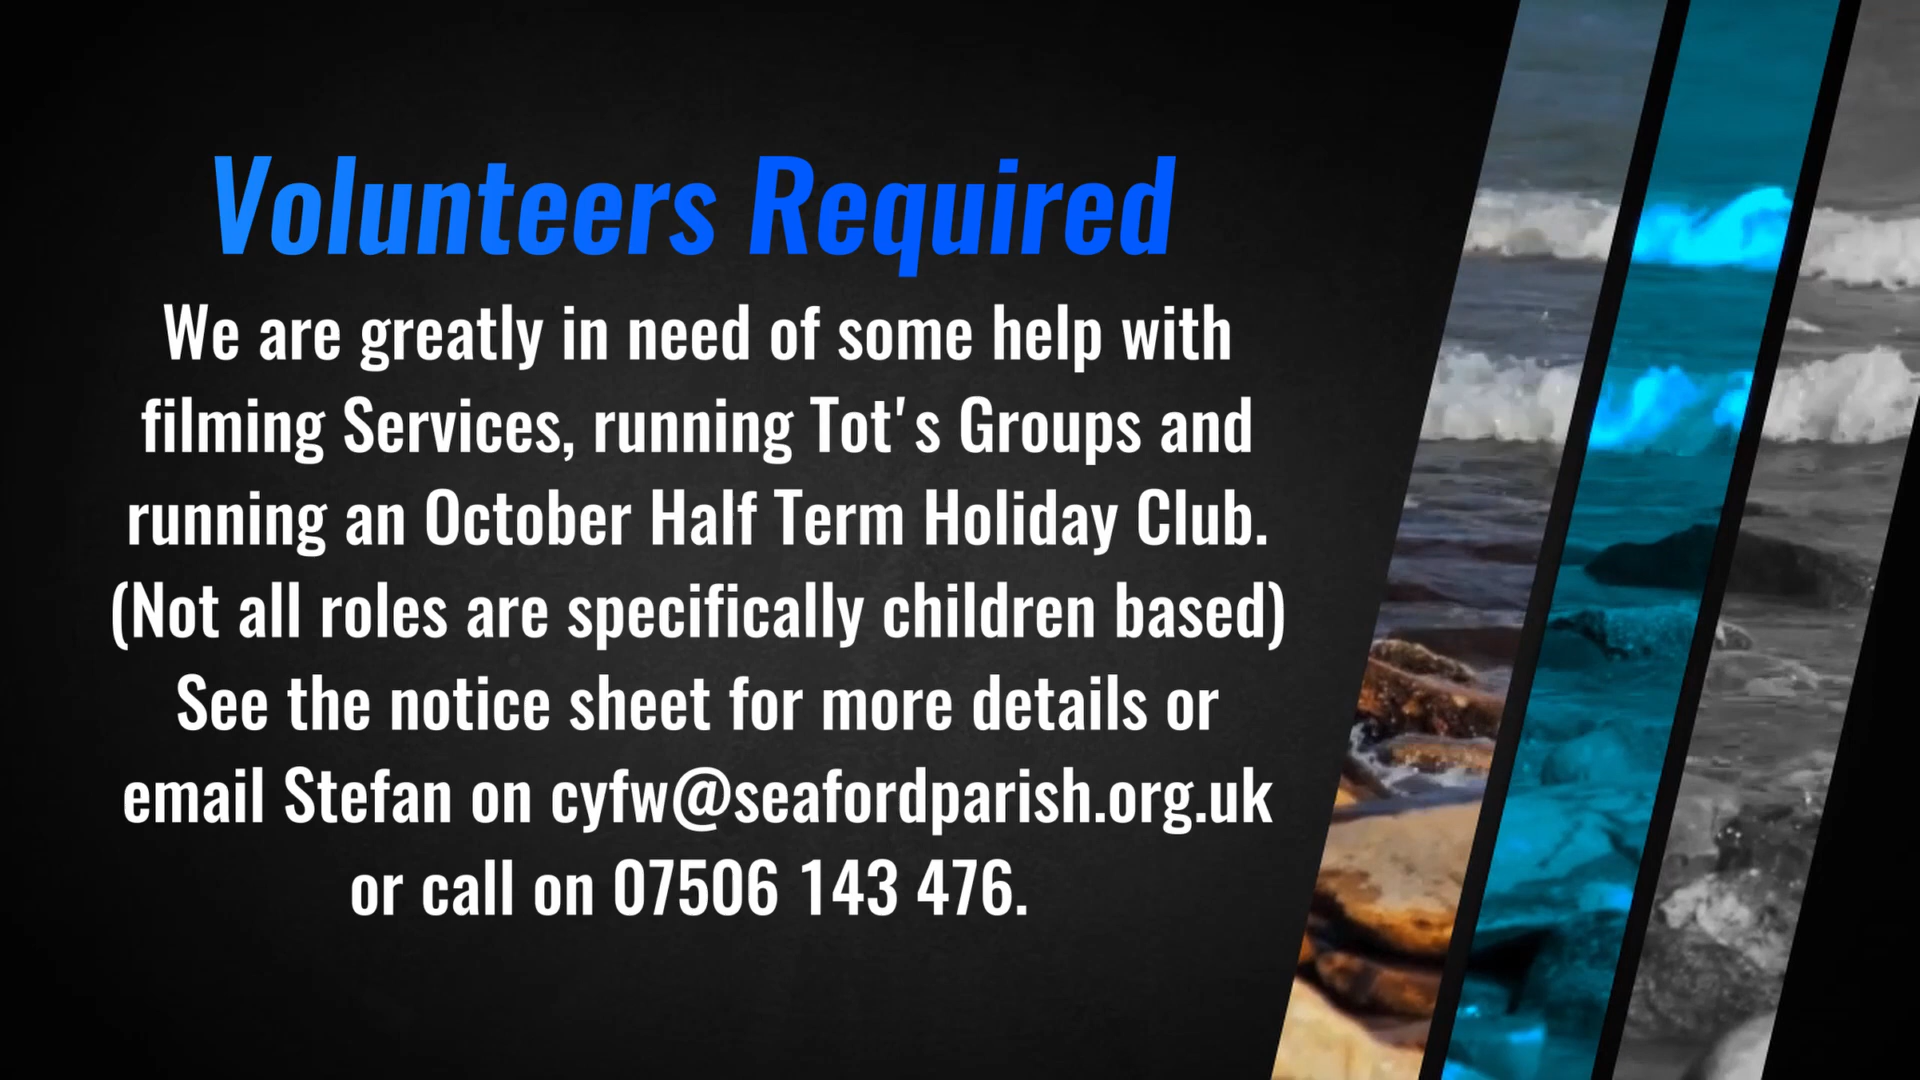 Volunteers Required
We are greatly in need of some help with
filming Services, running Tot's Groups and
running an October Half Term Holiday Club.
(Not all roles are specifically children based)
See the notice sheet for more details or
email Stefan on cyfw@seafordparish.org.uk
or call on 07506 143 476.